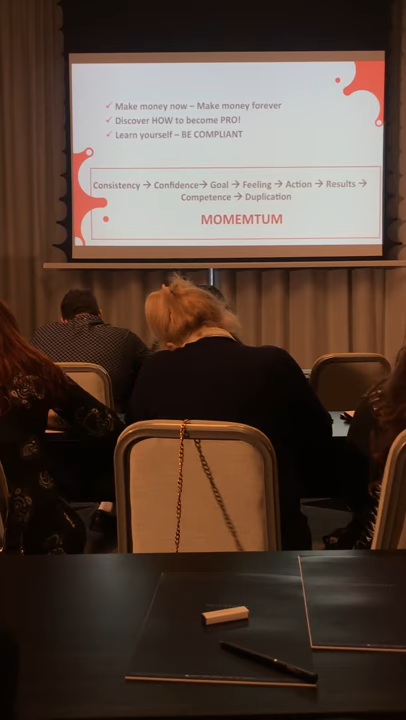 ✓ Make money now – Make money forever
✓ Discover HOW to become PRO!
✓ Learn yourself – BE COMPLIANT
Consistency → Confidence→ Goal → Feeling → Action → Results →
Competence → Duplication
MOMEMTUM